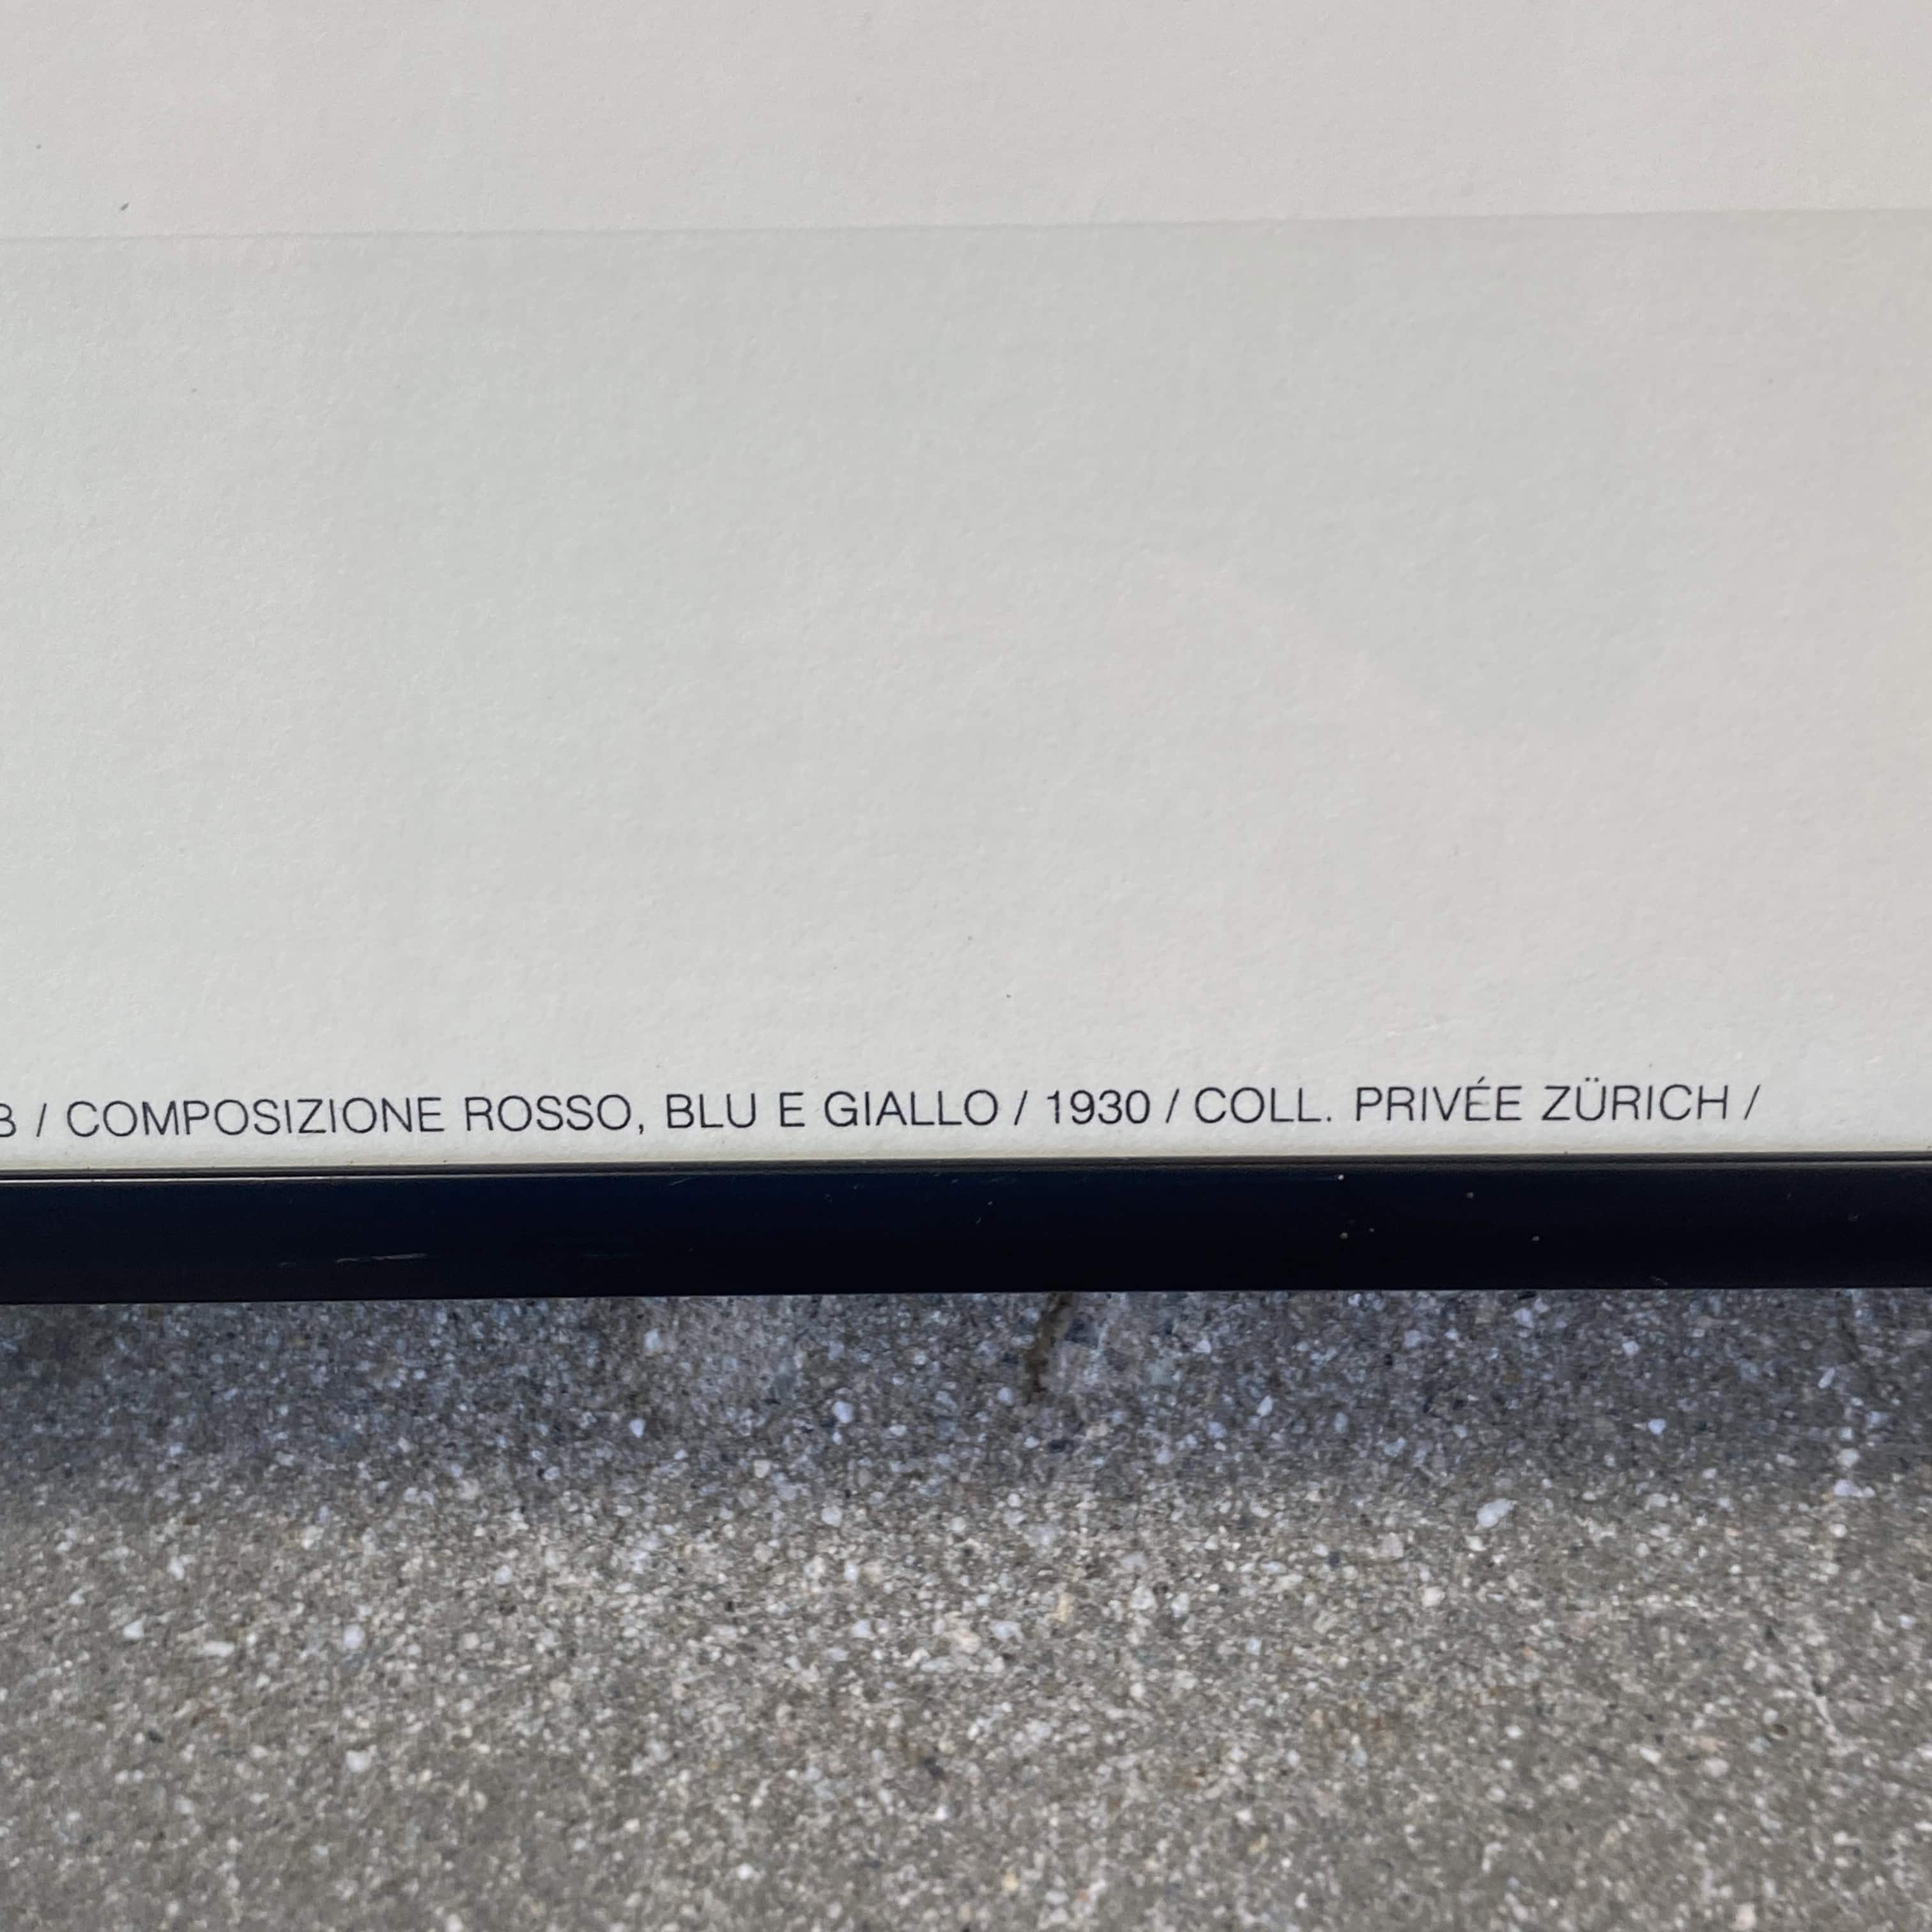 / COMPOSIZIONE ROSSO, BLU E GIALLO / 1930 / COLL. PRIVÉE ZÜRICH /